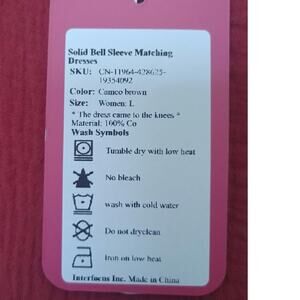 Solid Bell Sleeve Matching
Dresses
SKU: CN-11964-428625-
19354092
Color: Cameo brown
Size: Women: L
* The dress came to the knees *
Material: 100% Co
Wash Symbols
Tumble dry with low heat
No bleach
wash with cold water
Do not dryclean
Iron on low heat
Interfocus Inc. Made in China